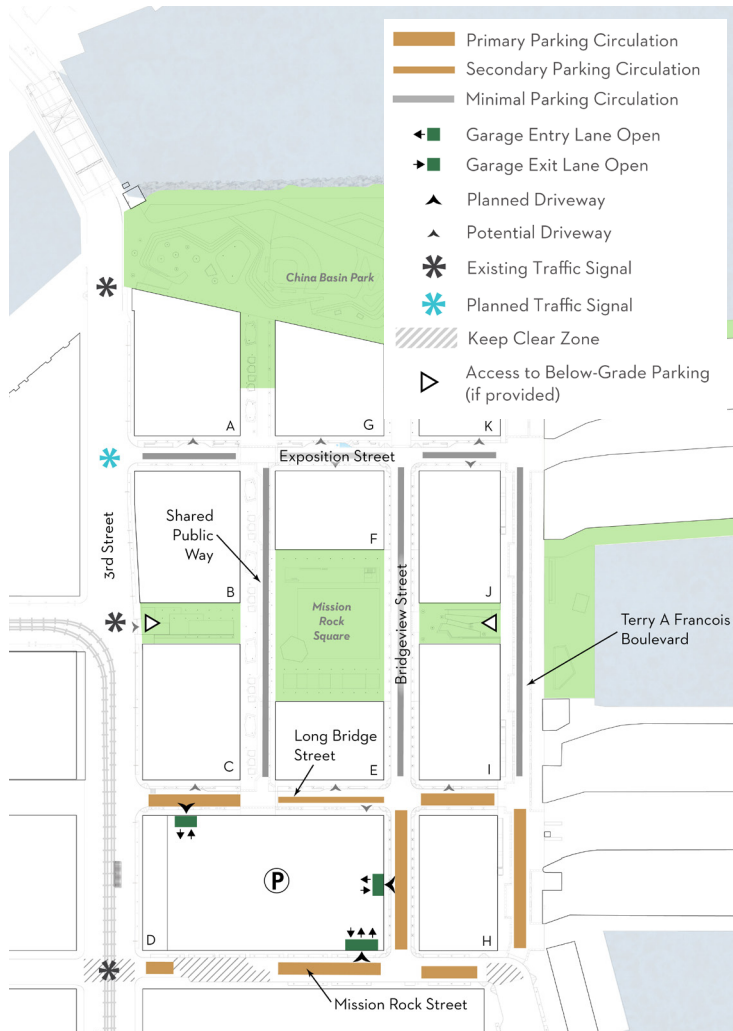 Primary Parking Circulation
Secondary Parking Circulation
Minimal Parking Circulation
Garage Entry Lane Open
Garage Exit Lane Open
Planned Driveway
Potential Driveway
Existing Traffic Signal
Planned Traffic Signal
Keep Clear Zone
Access to Below-Grade Parking
(if provided)
China Basin Park
A
G
K
Exposition Street
3rd Street
Shared
Public
Way
F
B
J
Mission
Rock
Square
Bridgeview Street
Terry A Francois
Boulevard
Long Bridge
Street
C
E
I
P
D
H
Mission Rock Street